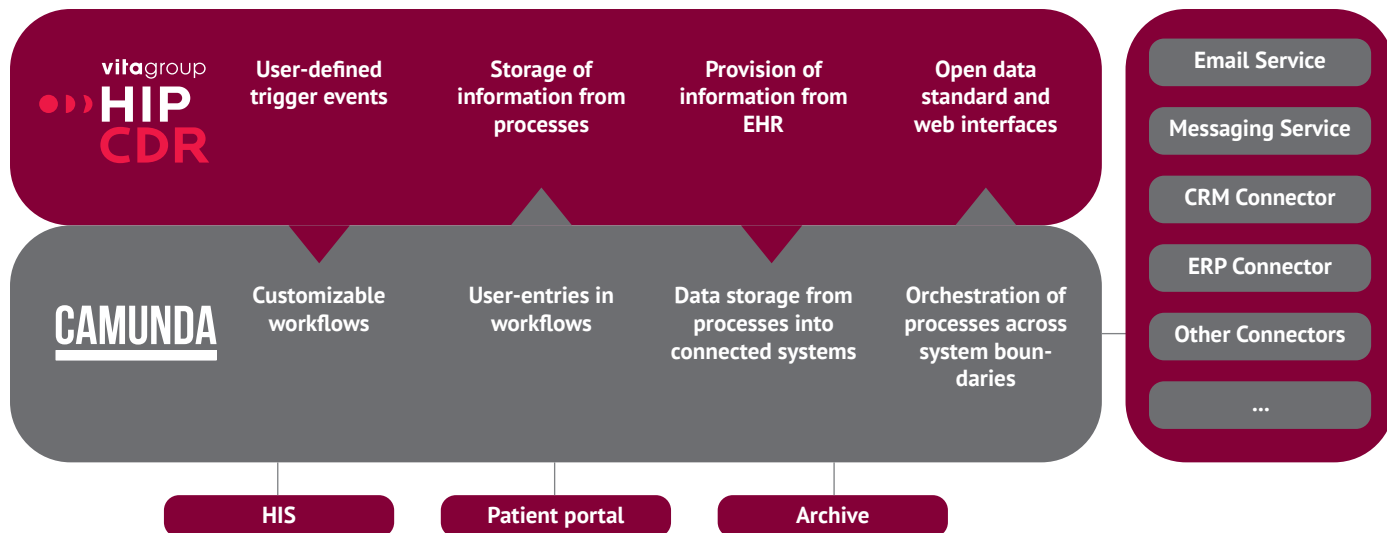 vitagroup
HIP
CDR
User-defined
trigger events
Storage of
information from
processes
Provision of
information from
EHR
Open data
standard and
web interfaces
CAMUNDA
Customizable
workflows
User-entries in
workflows
Data storage from
processes into
connected systems
Orchestration of
processes across
system boun-
daries
Email Service
Messaging Service
CRM Connector
ERP Connector
Other Connectors
...
HIS
Patient portal
Archive